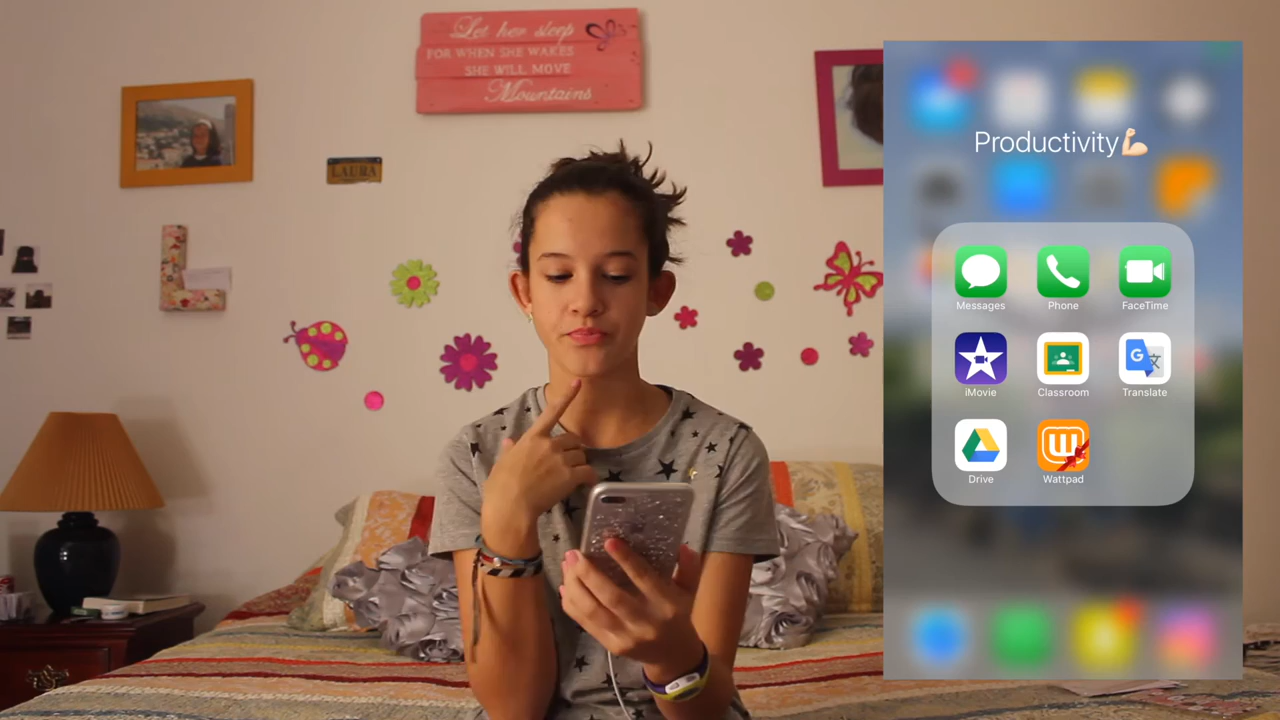 Let her sleep
FOR WHEN SHE WAKES
SHE WILL MOVE
Mountains
LAURA
L
Productivity💪🏻
Messages
Phone
FaceTime
iMovie
Classroom
Translate
Drive
Wattpad